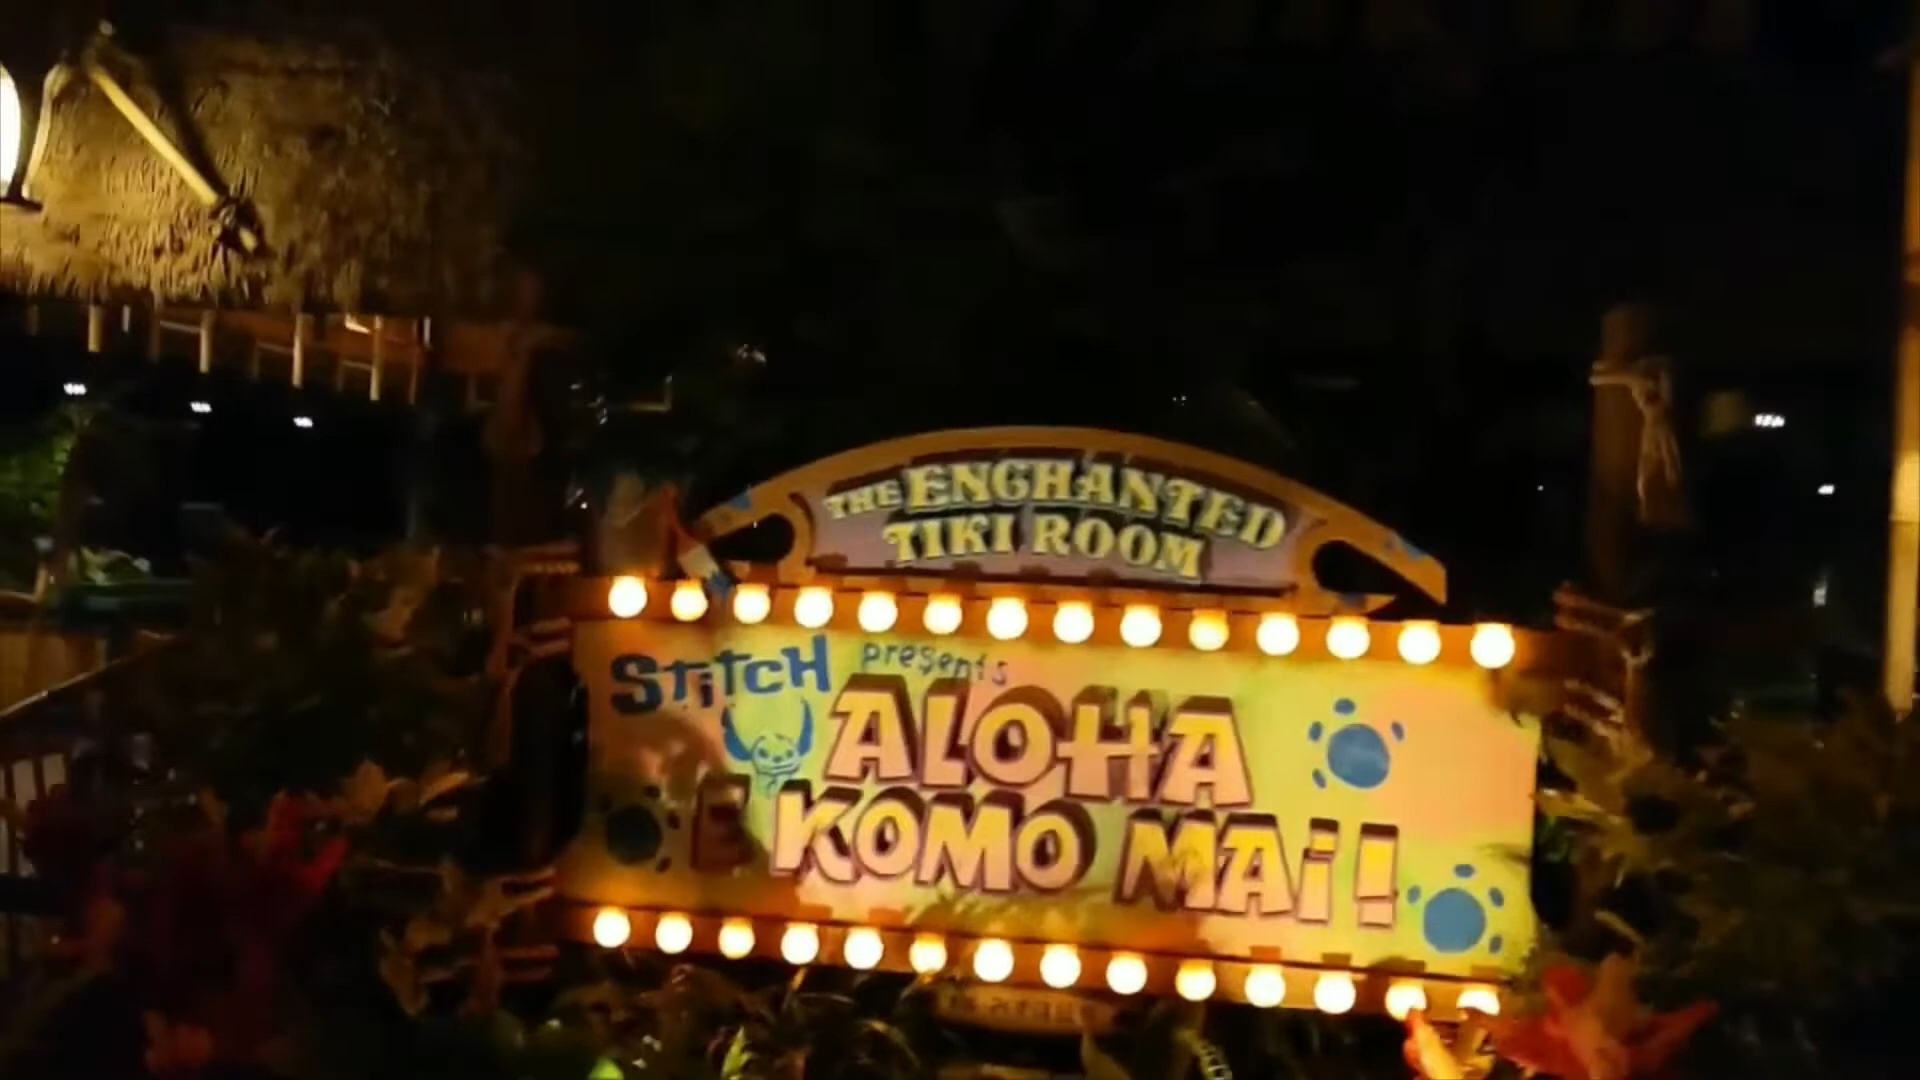 THE ENCHANTED
TIKI ROOM
STiTCH presents
ALOHA
E KOMO MAi!